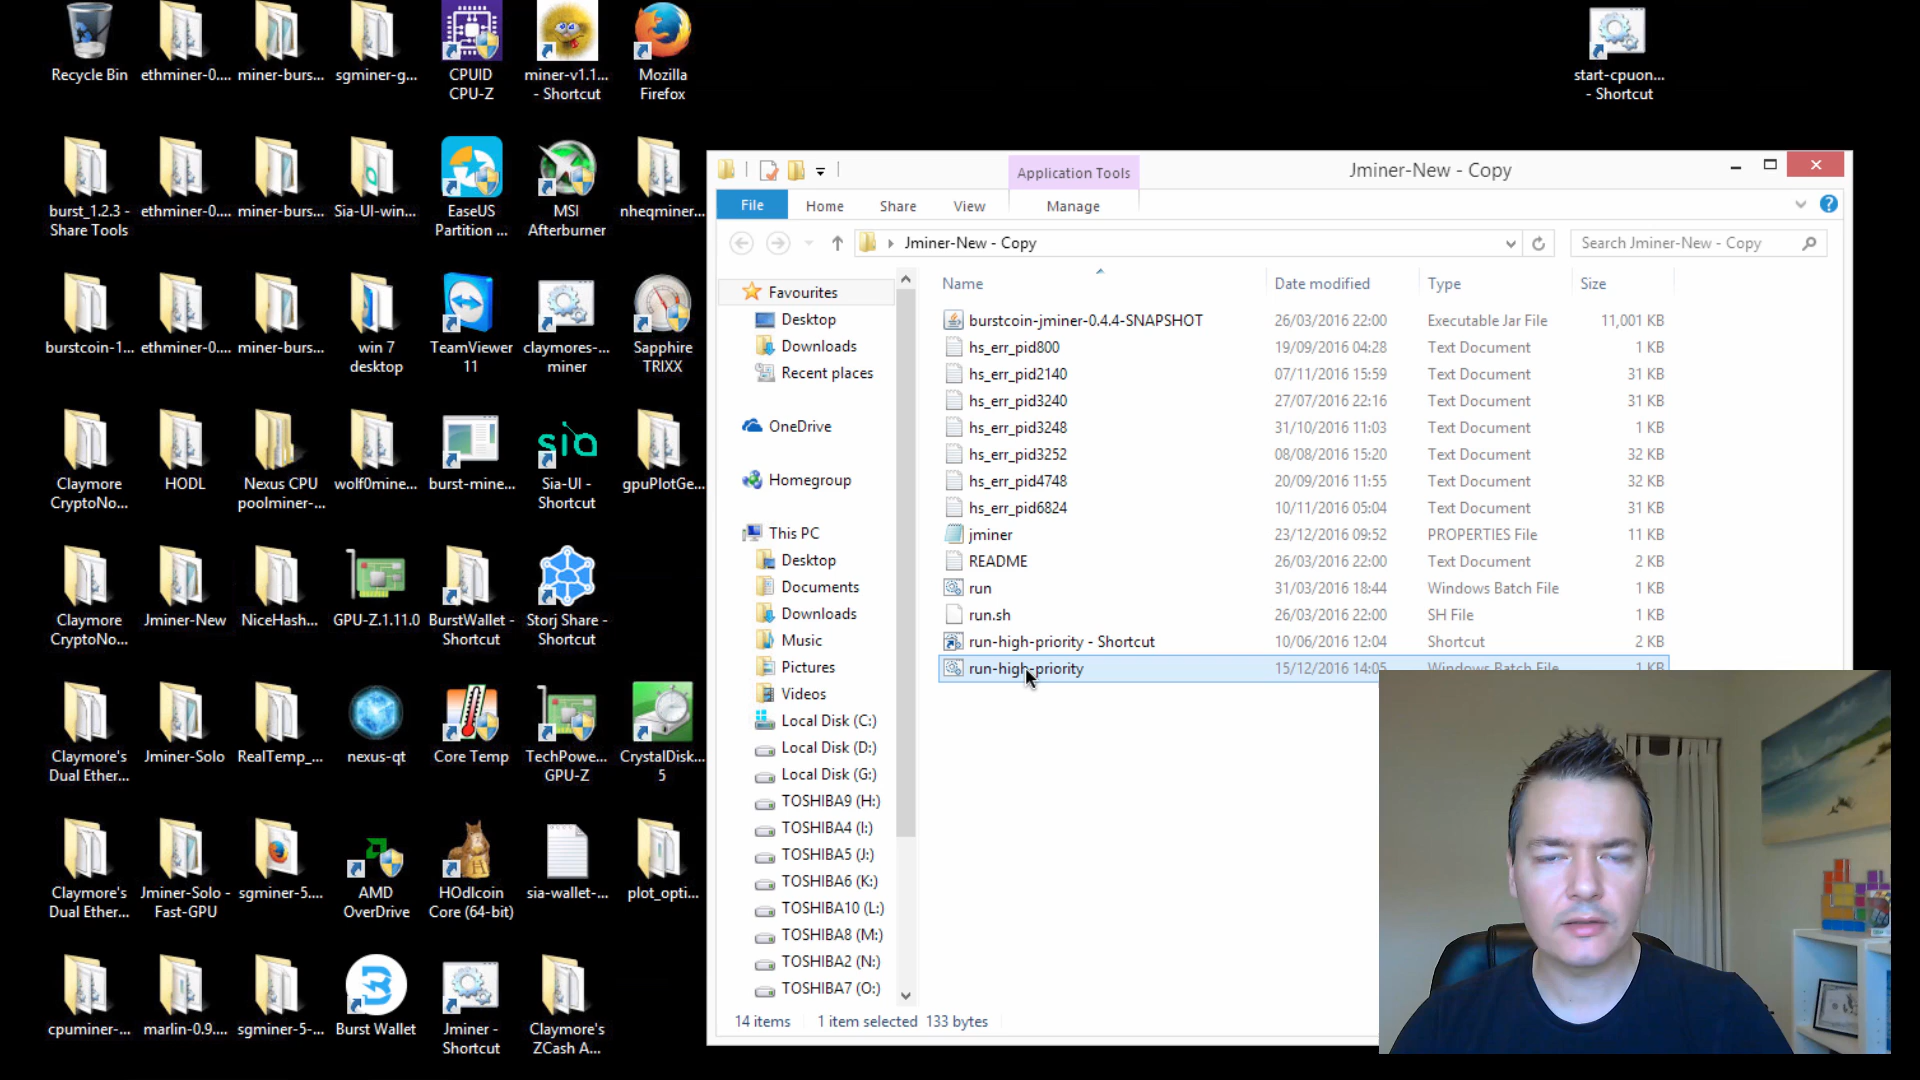 Recycle Bin
ethminer-0....
miner-burs...
sgminer-g...
CPUID
CPU-Z
miner-v1.1...
- Shortcut
Mozilla
Firefox
start-cpuon...
- Shortcut
burst_1.2.3 -
Share Tools
ethminer-0....
miner-burs...
Sia-UI-win...
EaseUS
Partition ...
MSI
Afterburner
nheqminer...
burstcoin-1...
ethminer-0....
miner-burs...
win 7
desktop
TeamViewer
11
claymores-...
miner
Sapphire
TRIXX
Claymore
CryptoNo...
HODL
Nexus CPU
poolminer-...
wolf0mine...
burst-mine...
sia
Sia-UI -
Shortcut
gpuPlotGe...
Claymore
CryptoNo...
Jminer-New
NiceHash...
GPU-Z.1.11.0
BurstWallet -
Shortcut
Storj Share -
Shortcut
Claymore's
Dual Ether...
Jminer-Solo
RealTemp_...
nexus-qt
Core Temp
TechPowe...
GPU-Z
CrystalDisk...
5
Claymore's
Dual Ether...
Jminer-Solo -
Fast-GPU
sgminer-5....
AMD
OverDrive
HOdlcoin
Core (64-bit)
sia-wallet-...
plot_opti...
cpuminer-...
marlin-0.9....
sgminer-5-...
Burst Wallet
Jminer -
Shortcut
Claymore's
ZCash A...
Application Tools
Jminer-New - Copy
File
Home
Share
View
Manage
Jminer-New - Copy
Search Jminer-New - Copy
Favourites
Desktop
Downloads
Recent places
OneDrive
Homegroup
This PC
Desktop
Documents
Downloads
Music
Pictures
Videos
Local Disk (C:)
Local Disk (D:)
Local Disk (G:)
TOSHIBA9 (H:)
TOSHIBA4 (I:)
TOSHIBA5 (J:)
TOSHIBA6 (K:)
TOSHIBA10 (L:)
TOSHIBA8 (M:)
TOSHIBA2 (N:)
TOSHIBA7 (O:)
Name Date modified Type Size
burstcoin-jminer-0.4.4-SNAPSHOT 26/03/2016 22:00 Executable Jar File 11,001 KB
hs_err_pid800 19/09/2016 04:28 Text Document 1 KB
hs_err_pid2140 07/11/2016 15:59 Text Document 31 KB
hs_err_pid3240 27/07/2016 22:16 Text Document 31 KB
hs_err_pid3248 31/10/2016 11:03 Text Document 1 KB
hs_err_pid3252 08/08/2016 15:20 Text Document 32 KB
hs_err_pid4748 20/09/2016 11:55 Text Document 32 KB
hs_err_pid6824 10/11/2016 05:04 Text Document 31 KB
jminer 23/12/2016 09:52 PROPERTIES File 11 KB
README 26/03/2016 22:00 Text Document 2 KB
run 31/03/2016 18:44 Windows Batch File 1 KB
run.sh 26/03/2016 22:00 SH File 1 KB
run-high-priority - Shortcut 10/06/2016 12:04 Shortcut 2 KB
run-high-priority 15/12/2016 14:05 Windows Batch File 1 KB
14 items 1 item selected 133 bytes